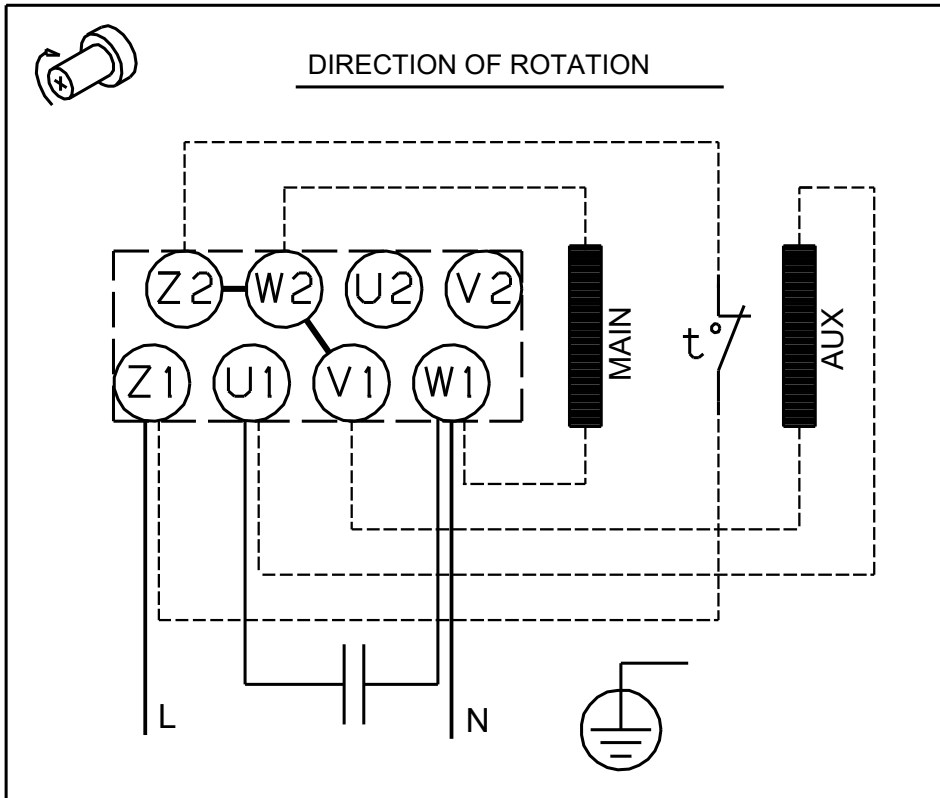 DIRECTION OF ROTATION
Z2 W2 U2 V2
MAIN
t°
AUX
Z1 U1 V1 W1
L
N